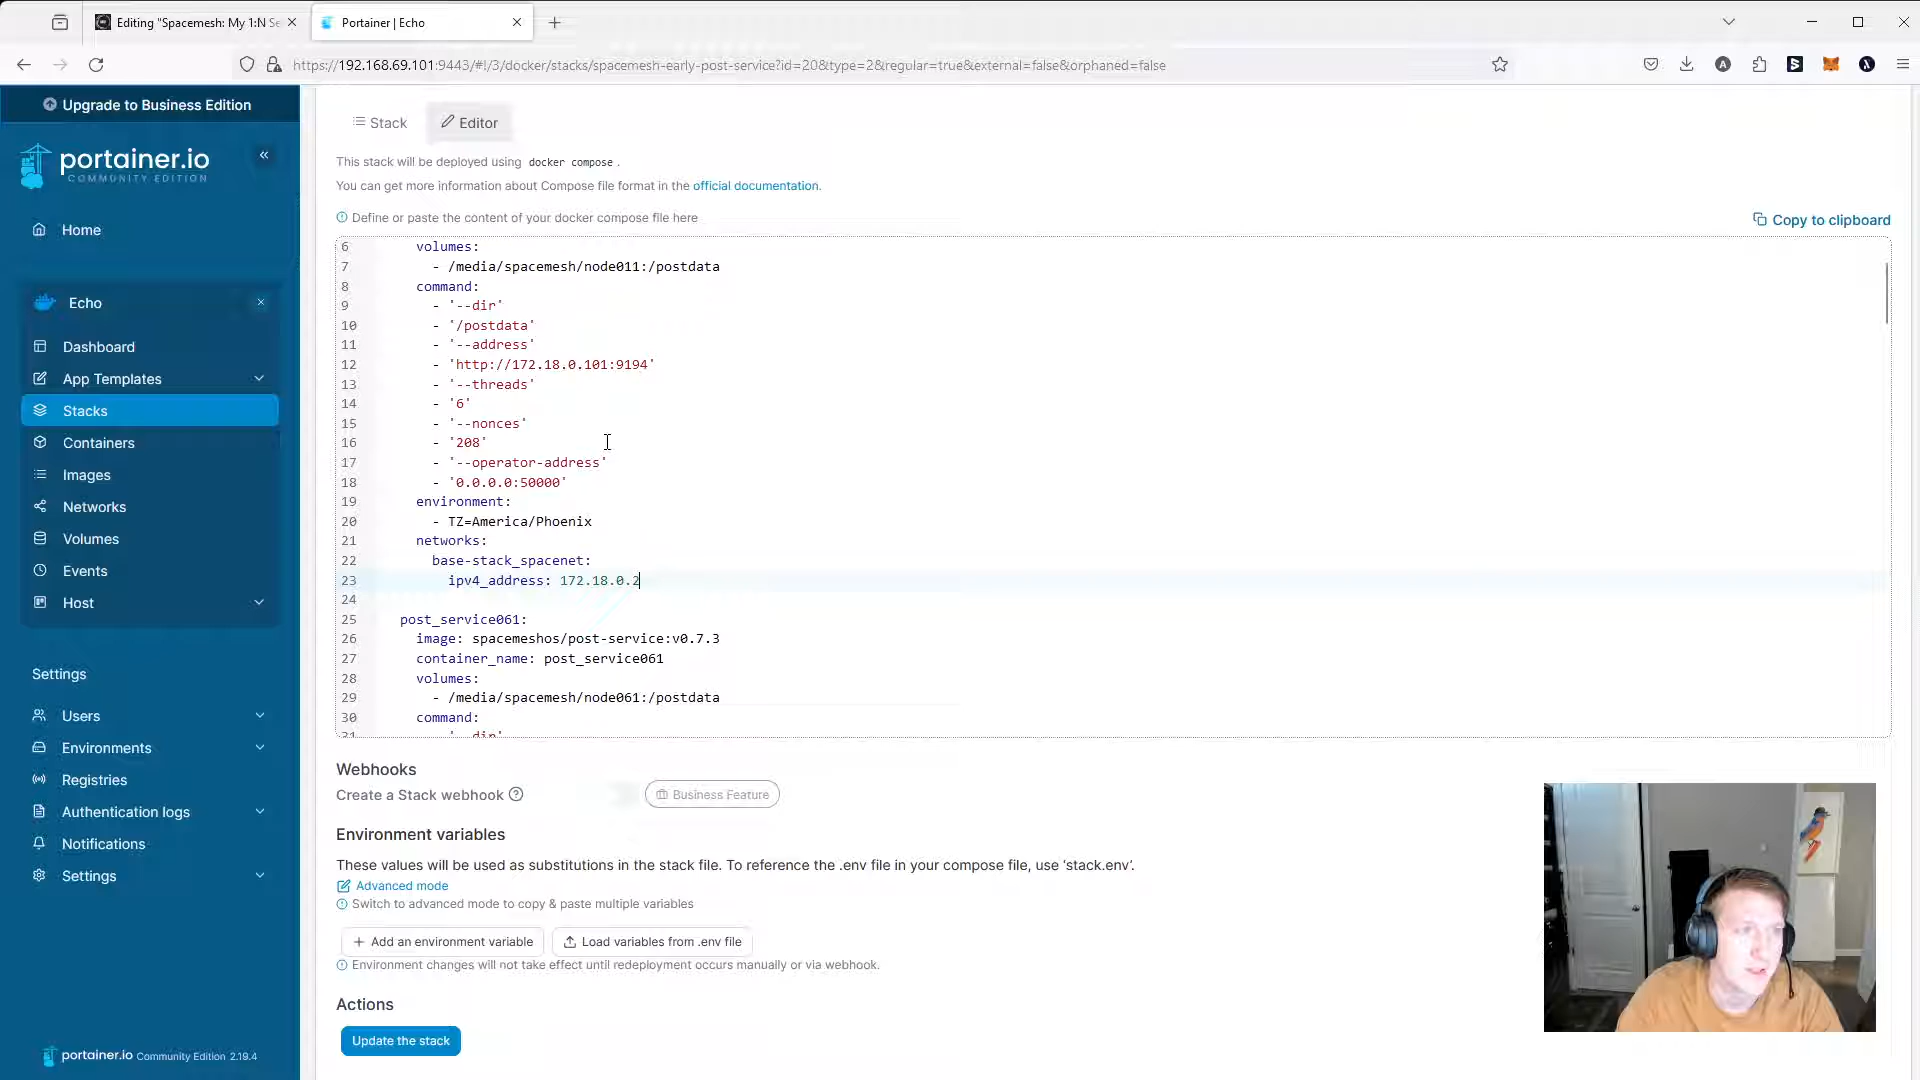 Editing "Spacemesh: My 1:N Se
Portainer | Echo
https://192.168.69.101:9443/#!/3/docker/stacks/spacemesh-early-post-service?id=20&type=2&regular=true&external=false&orphaned=false
Upgrade to Business Edition
portainer.io
COMMUNITY EDITION
Home
Echo
Dashboard
App Templates
Stacks
Containers
Images
Networks
Volumes
Events
Host
Settings
Users
Environments
Registries
Authentication logs
Notifications
Settings
portainer.io Community Edition 2.19.4
Stack
Editor
This stack will be deployed using docker compose .
You can get more information about Compose file format in the official documentation.
Define or paste the content of your docker compose file here
Copy to clipboard
6 volumes:
7 - /media/spacemesh/node011:/postdata
8 command:
9 - '--dir'
10 - '/postdata'
11 - '--address'
12 - 'http://172.18.0.101:9194'
13 - '--threads'
14 - '6'
15 - '--nonces'
16 - '208'
17 - '--operator-address'
18 - '0.0.0.0:50000'
19 environment:
20 - TZ=America/Phoenix
21 networks:
22 base-stack_spacenet:
23 ipv4_address: 172.18.0.2
24
25 post_service061:
26 image: spacemeshos/post-service:v0.7.3
27 container_name: post_service061
28 volumes:
29 - /media/spacemesh/node061:/postdata
30 command:
31 - '--dir'
Webhooks
Create a Stack webhook
Business Feature
Environment variables
These values will be used as substitutions in the stack file. To reference the .env file in your compose file, use 'stack.env'.
Advanced mode
Switch to advanced mode to copy & paste multiple variables
Add an environment variable
Load variables from .env file
Environment changes will not take effect until redeployment occurs manually or via webhook.
Actions
Update the stack